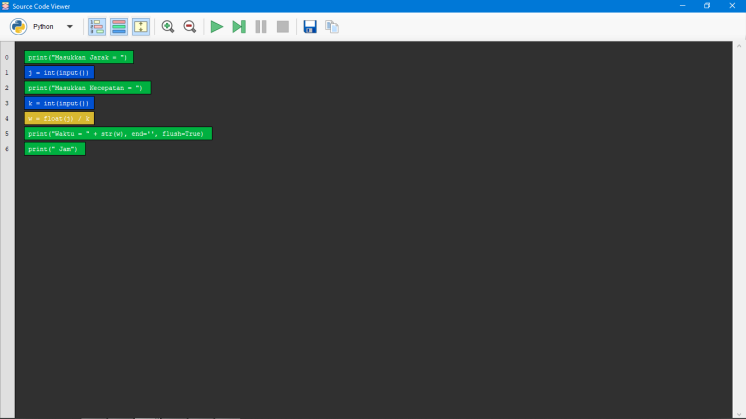 Source Code Viewer
Python
0 print("Masukkan Jarak = ")
1 j = int(input())
2 print("Masukkan Kecepatan = ")
3 k = int(input())
4 w = float(j) / k
5 print("Waktu = " + str(w), end='', flush=True)
6 print(" Jam")